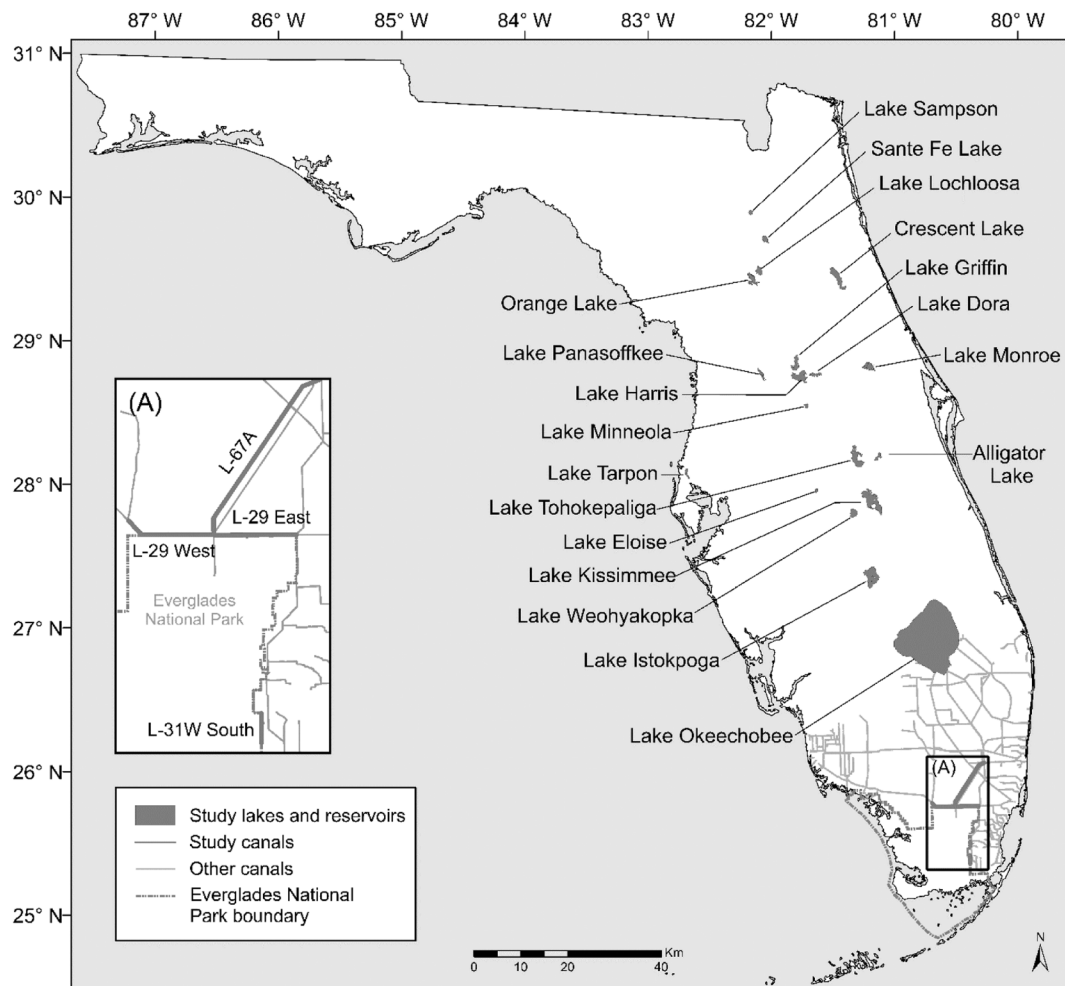 87° W 86° W 85° W 84° W 83° W 82° W 81° W 80° W
31° N
30° N
29° N
28° N
27° N
26° N
25° N
Lake Sampson
Sante Fe Lake
Lake Lochloosa
Crescent Lake
Lake Griffin
Lake Dora
Orange Lake
Lake Panasoffkee
Lake Monroe
Lake Harris
Lake Minneola
Alligator
Lake
Lake Tarpon
Lake Tohokepaliga
Lake Eloise
Lake Kissimmee
Lake Weohyakopka
Lake Istokpoga
Lake Okeechobee
(A)
(A)
L-67A
L-29 East
L-29 West
Everglades
National Park
L-31W South
Study lakes and reservoirs
Study canals
Other canals
Everglades National
Park boundary
Km
0 5 10 20 30 40
N